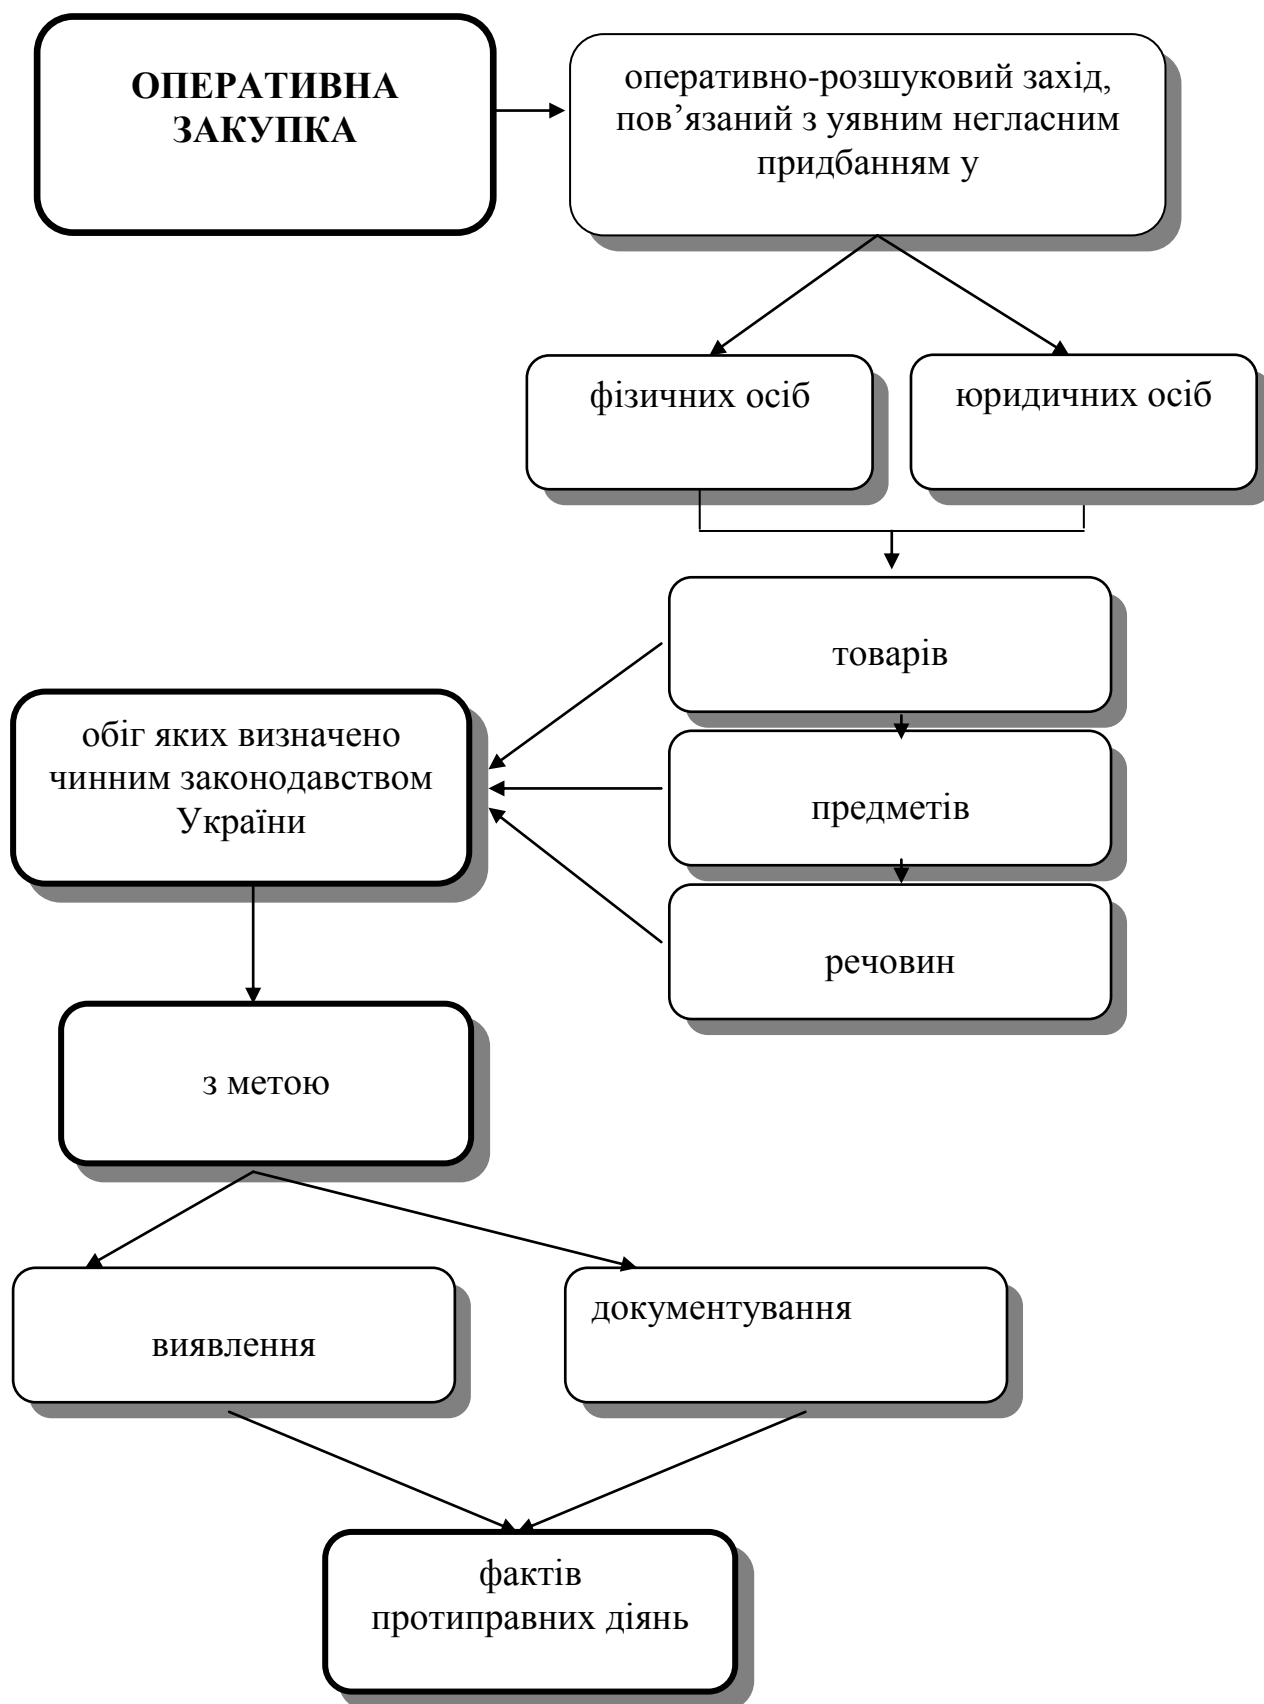 ОПЕРАТИВНА
ЗАКУПКА
оперативно-розшуковий захід,
пов’язаний з уявним негласним
придбанням у
фізичних осіб
юридичних осіб
товарів
предметів
речовин
обіг яких визначено
чинним законодавством
України
з метою
виявлення
документування
фактів
протиправних діянь